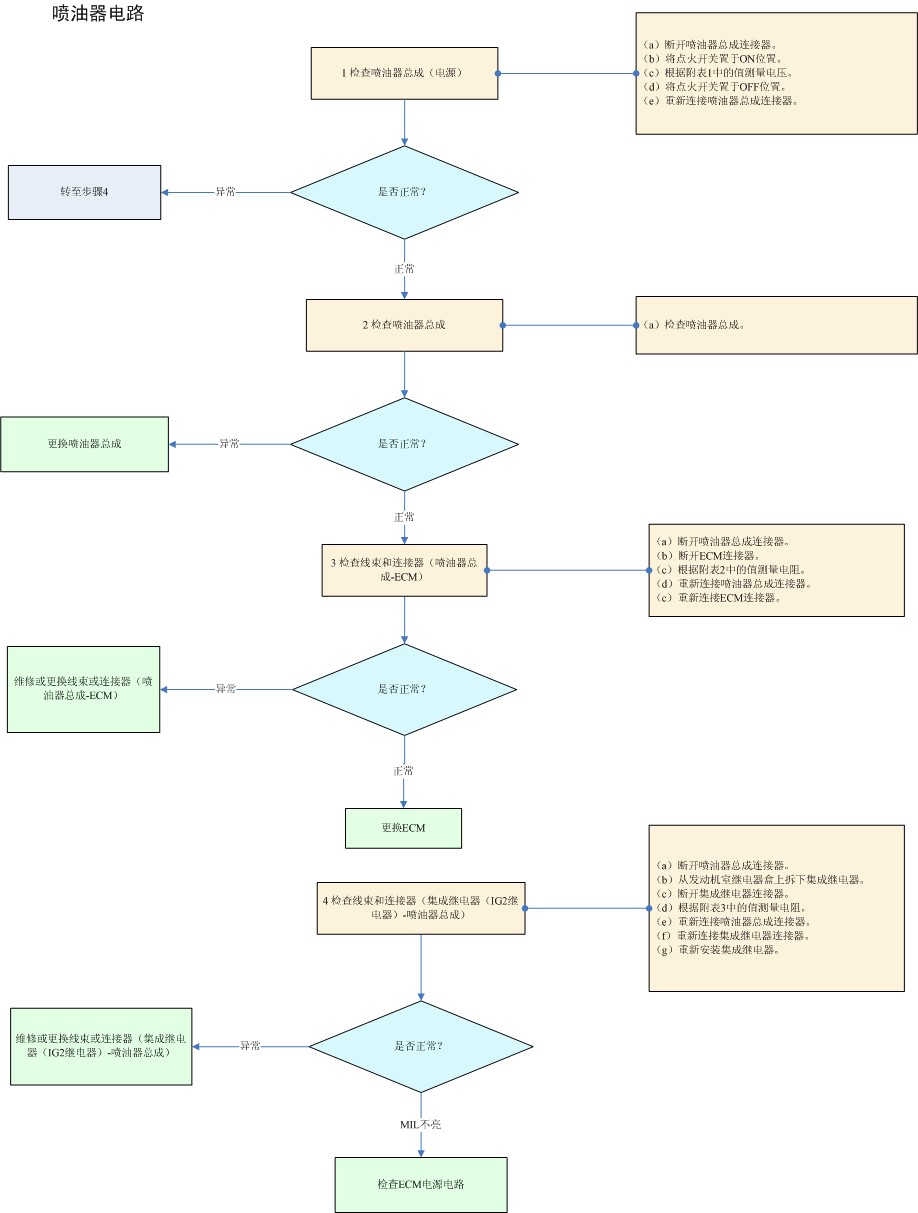 喷油器电路
1 检查喷油器总成（电源）
（a）断开喷油器总成连接器。
（b）将点火开关置于ON位置。
（c）根据附表1中的值测量电压。
（d）将点火开关置于OFF位置。
（e）重新连接喷油器总成连接器。
转至步骤4
异常
是否正常？
正常
2 检查喷油器总成
（a）检查喷油器总成。
更换喷油器总成
异常
是否正常？
正常
3 检查线束和连接器（喷油器总
成-ECM）
（a）断开喷油器总成连接器。
（b）断开ECM连接器。
（c）根据附表2中的值测量电阻。
（d）重新连接喷油器总成连接器。
（c）重新连接ECM连接器。
维修或更换线束或连接器（喷
油器总成-ECM）
异常
是否正常？
正常
更换ECM
4 检查线束和连接器（集成继电器（IG2继
电器）-喷油器总成）
（a）断开喷油器总成连接器。
（b）从发动机室继电器盒上拆下集成继电器。
（c）断开集成继电器连接器。
（d）根据附表3中的值测量电阻。
（e）重新连接喷油器总成连接器。
（f）重新连接集成继电器连接器。
（g）重新安装集成继电器。
维修或更换线束或连接器（集成继电
器（IG2继电器）-喷油器总成）
异常
是否正常？
MIL不亮
检查ECM电源电路